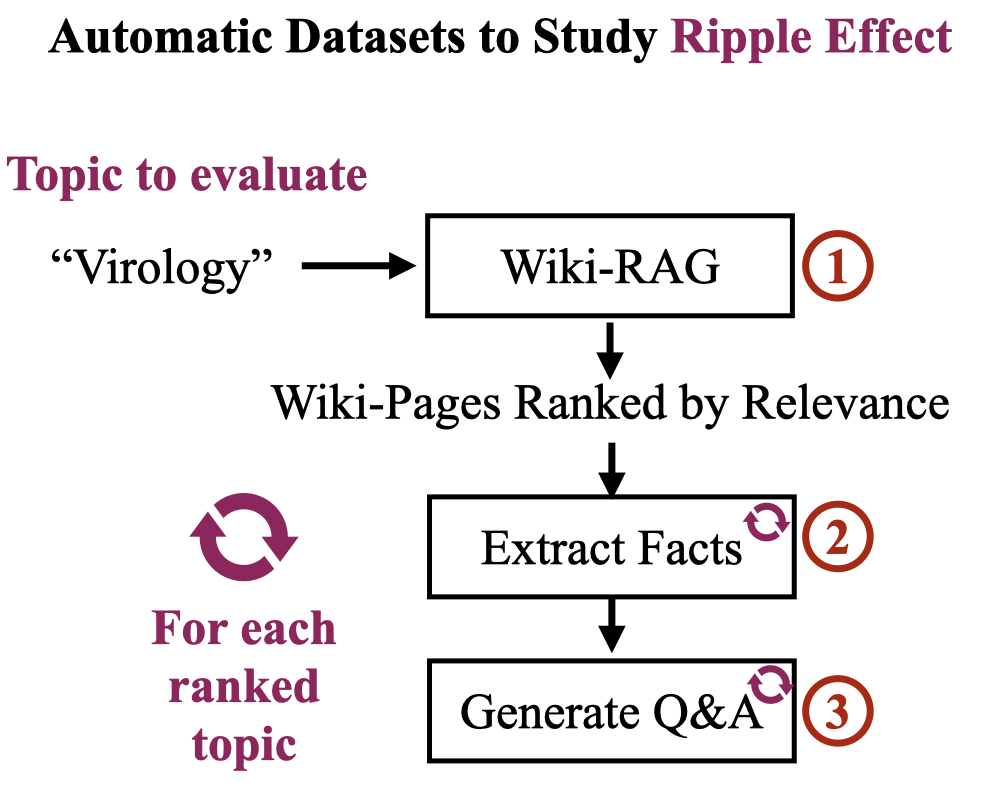 Automatic Datasets to Study Ripple Effect
Topic to evaluate
“Virology”
Wiki-RAG
1
Wiki-Pages Ranked by Relevance
Extract Facts
2
For each
ranked
topic
Generate Q&A
3